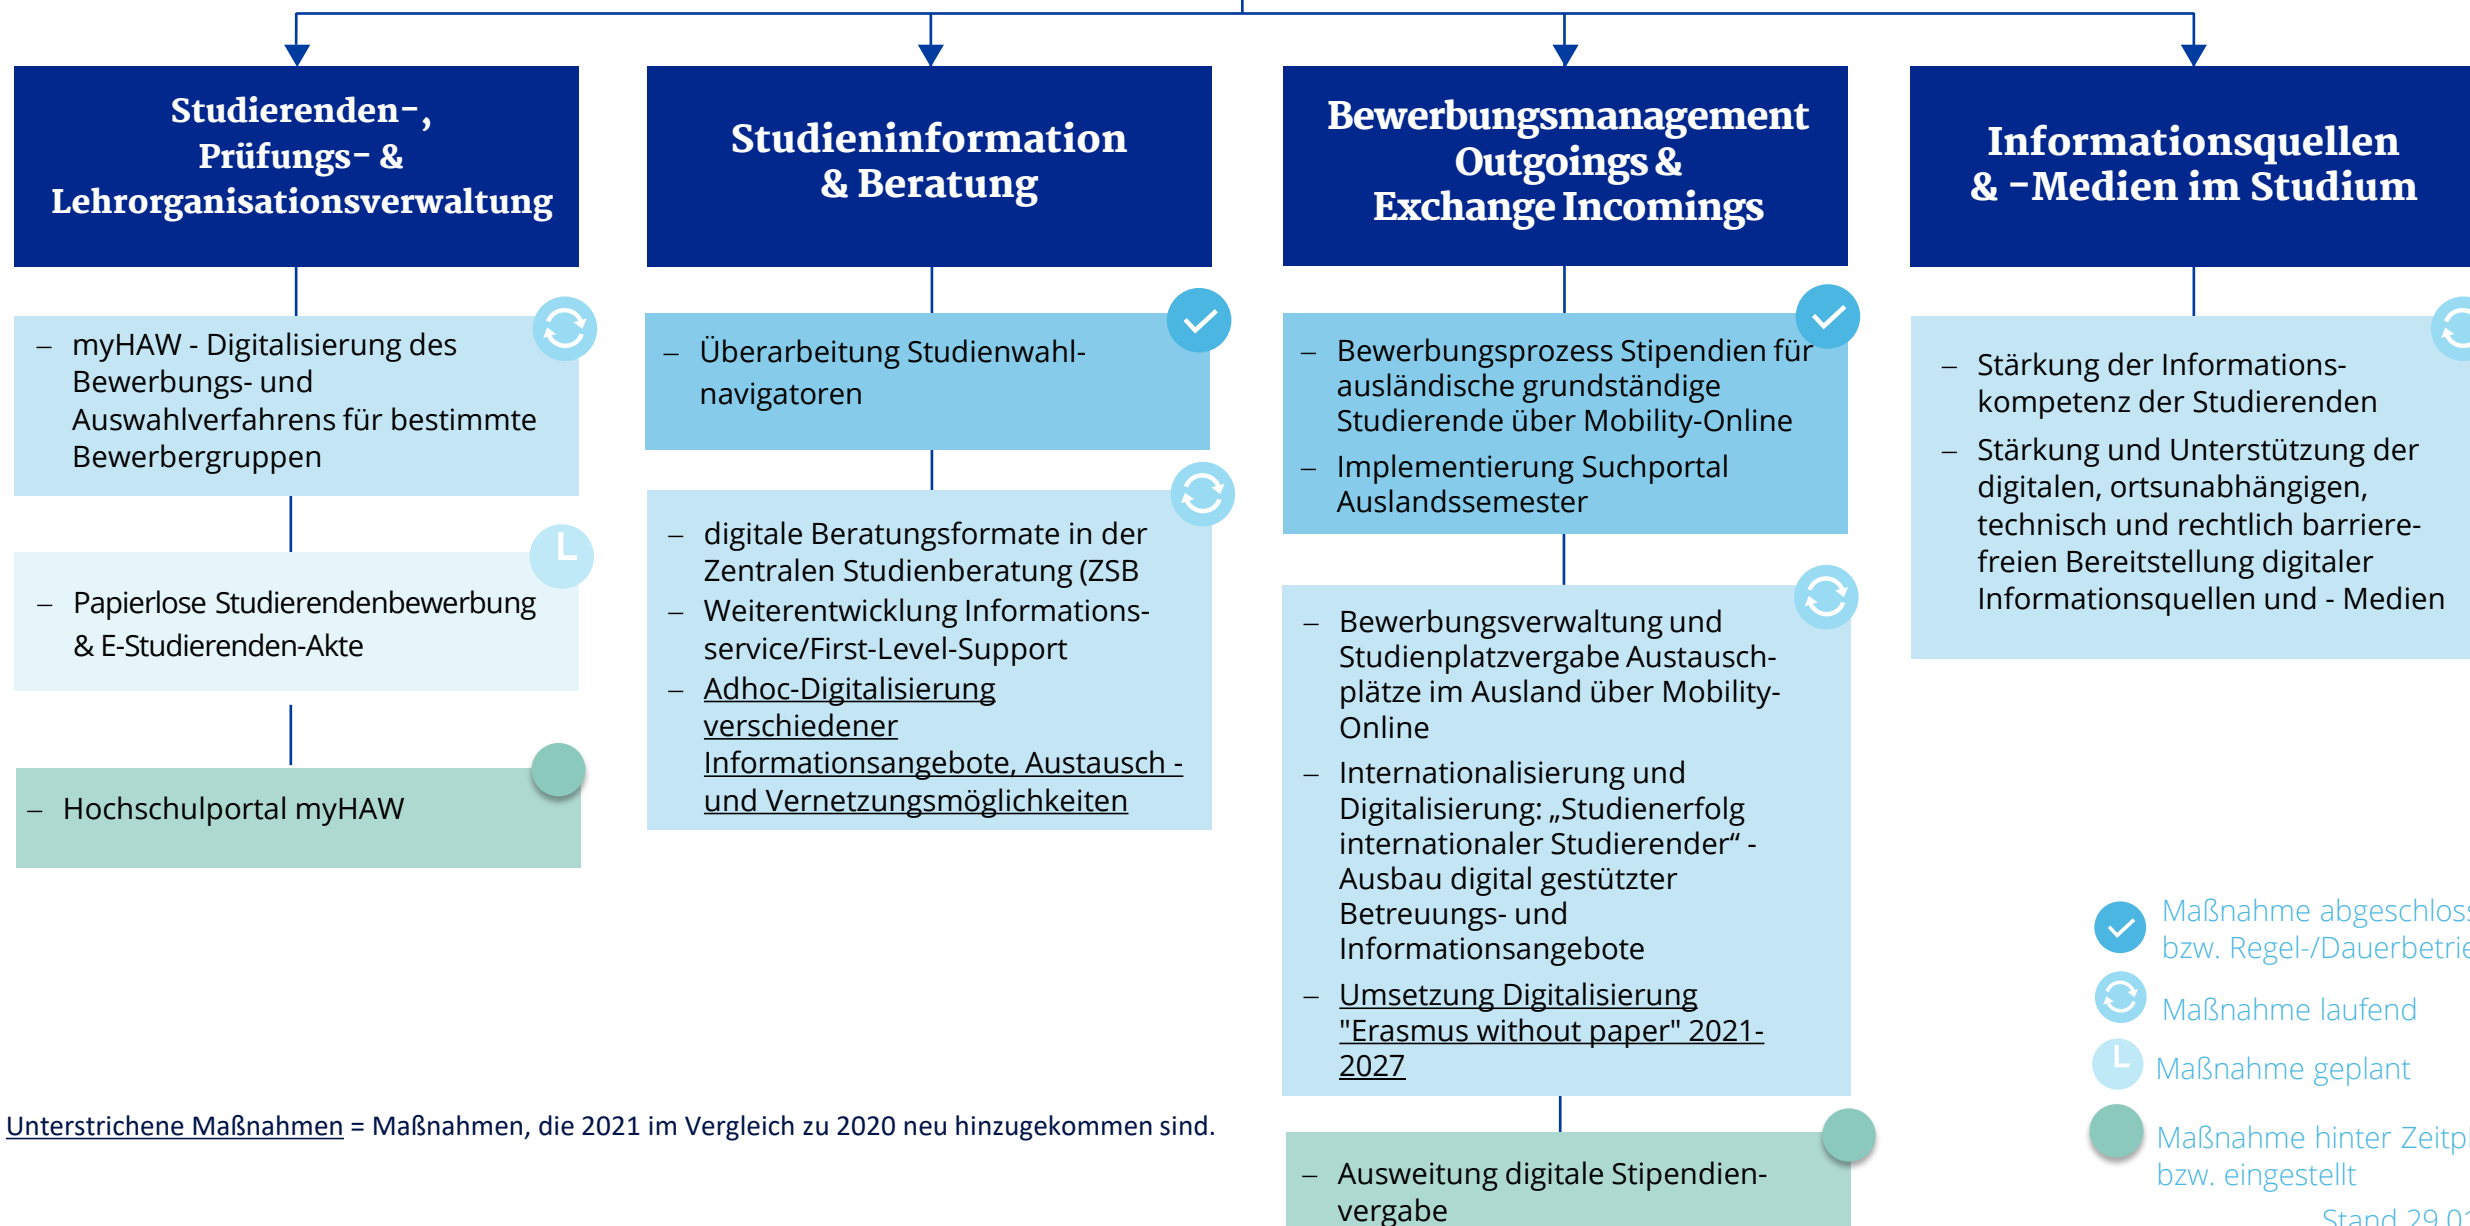 Studierenden-,
Prüfungs- &
Lehrorganisationsverwaltung
– myHAW - Digitalisierung des
Bewerbungs- und
Auswahlverfahrens für bestimmte
Bewerbergruppen
– Papierlose Studierendenbewerbung
& E-Studierenden-Akte
– Hochschulportal myHAW
Studieninformation
& Beratung
– Überarbeitung Studienwahl-
navigatoren
– digitale Beratungsformate in der
Zentralen Studienberatung (ZSB
– Weiterentwicklung Informations-
service/First-Level-Support
– Adhoc-Digitalisierung
verschiedener
Informationsangebote, Austausch -
und Vernetzungsmöglichkeiten
Bewerbungsmanagement
Outgoings &
Exchange Incomings
– Bewerbungsprozess Stipendien für
ausländische grundständige
Studierende über Mobility-Online
– Implementierung Suchportal
Auslandssemester
– Bewerbungsverwaltung und
Studienplatzvergabe Austausch-
plätze im Ausland über Mobility-
Online
– Internationalisierung und
Digitalisierung: „Studienerfolg
internationaler Studierender“ -
Ausbau digital gestützter
Betreuungs- und
Informationsangebote
– Umsetzung Digitalisierung
"Erasmus without paper" 2021-
2027
– Ausweitung digitale Stipendien-
vergabe
Informationsquellen
& -Medien im Studium
– Stärkung der Informations-
kompetenz der Studierenden
– Stärkung und Unterstützung der
digitalen, ortsunabhängigen,
technisch und rechtlich barriere-
freien Bereitstellung digitaler
Informationsquellen und - Medien
Maßnahme
bzw.
Maßnahme laufend
Maßnahme geplant
Maßnahme hinter
bzw. eingestellt
Stand
Unterstrichene Maßnahmen = Maßnahmen, die 2021 im Vergleich zu 2020 neu hinzugekommen sind.